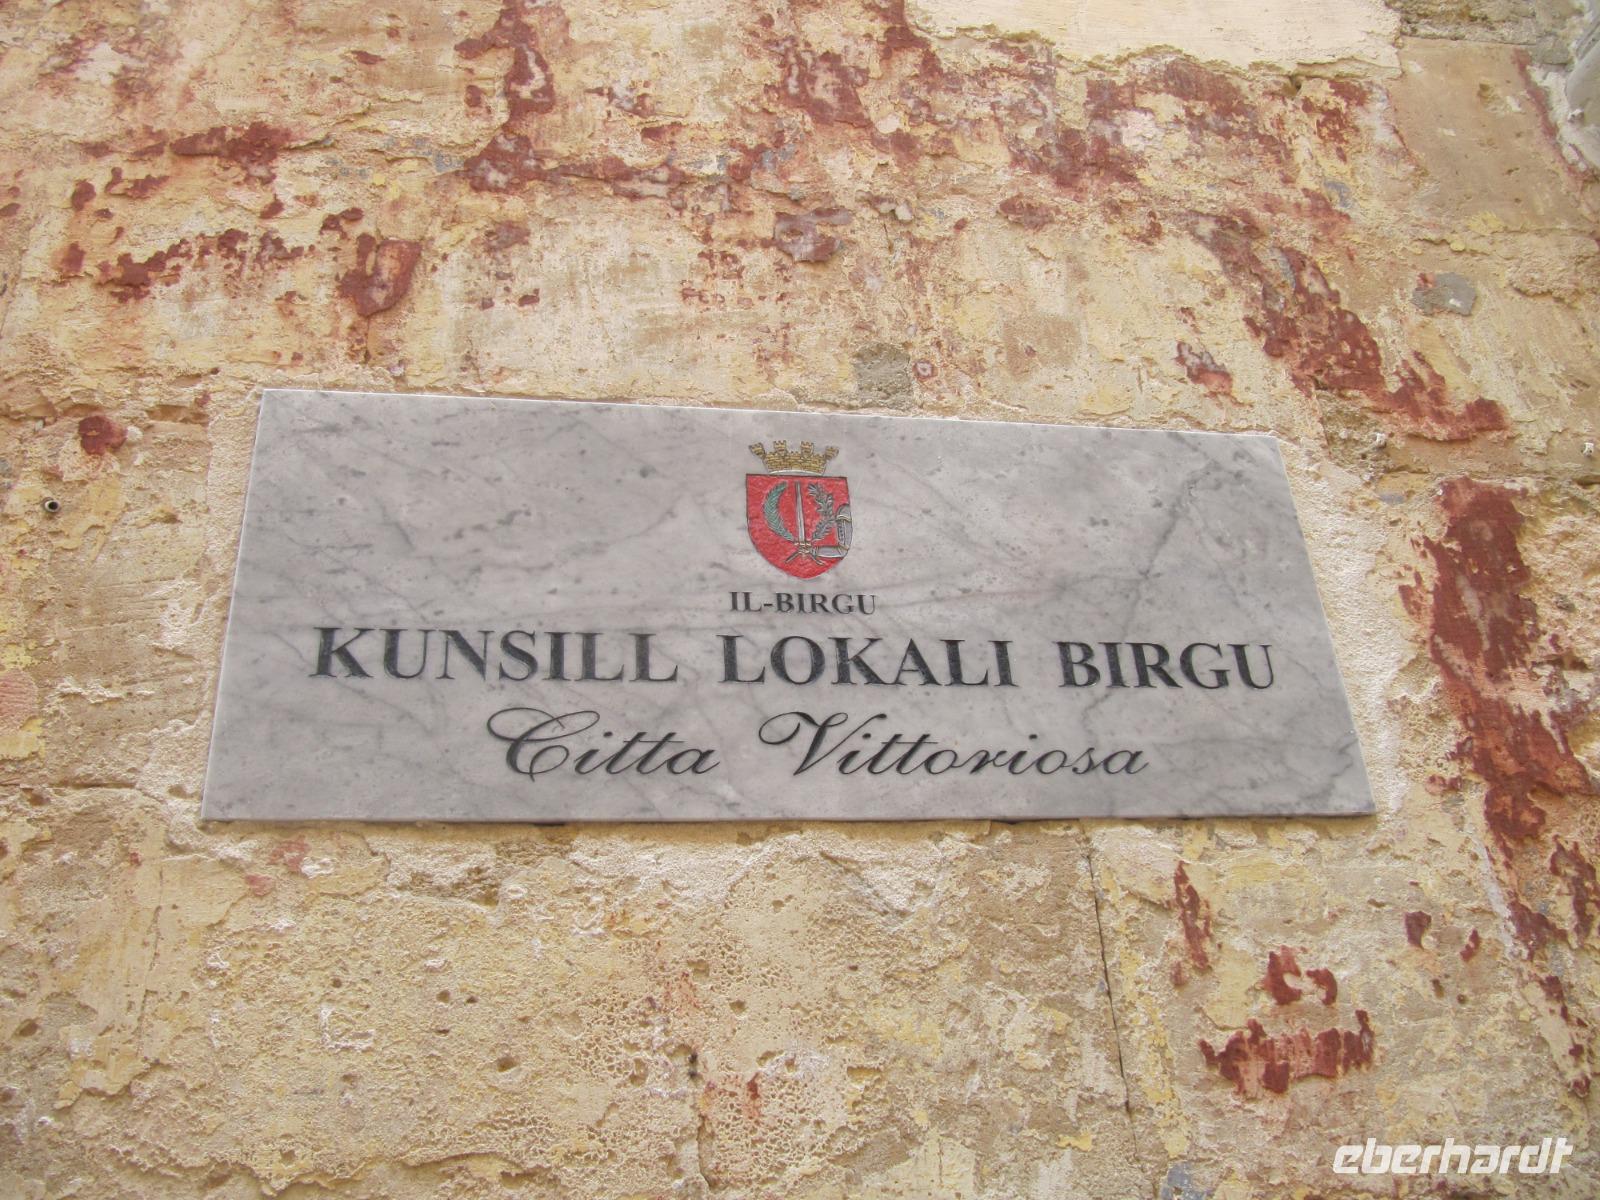 IL-BIRGU
KUNSILL LOKALI BIRGU
Citta Vittoriosa
eberhardt